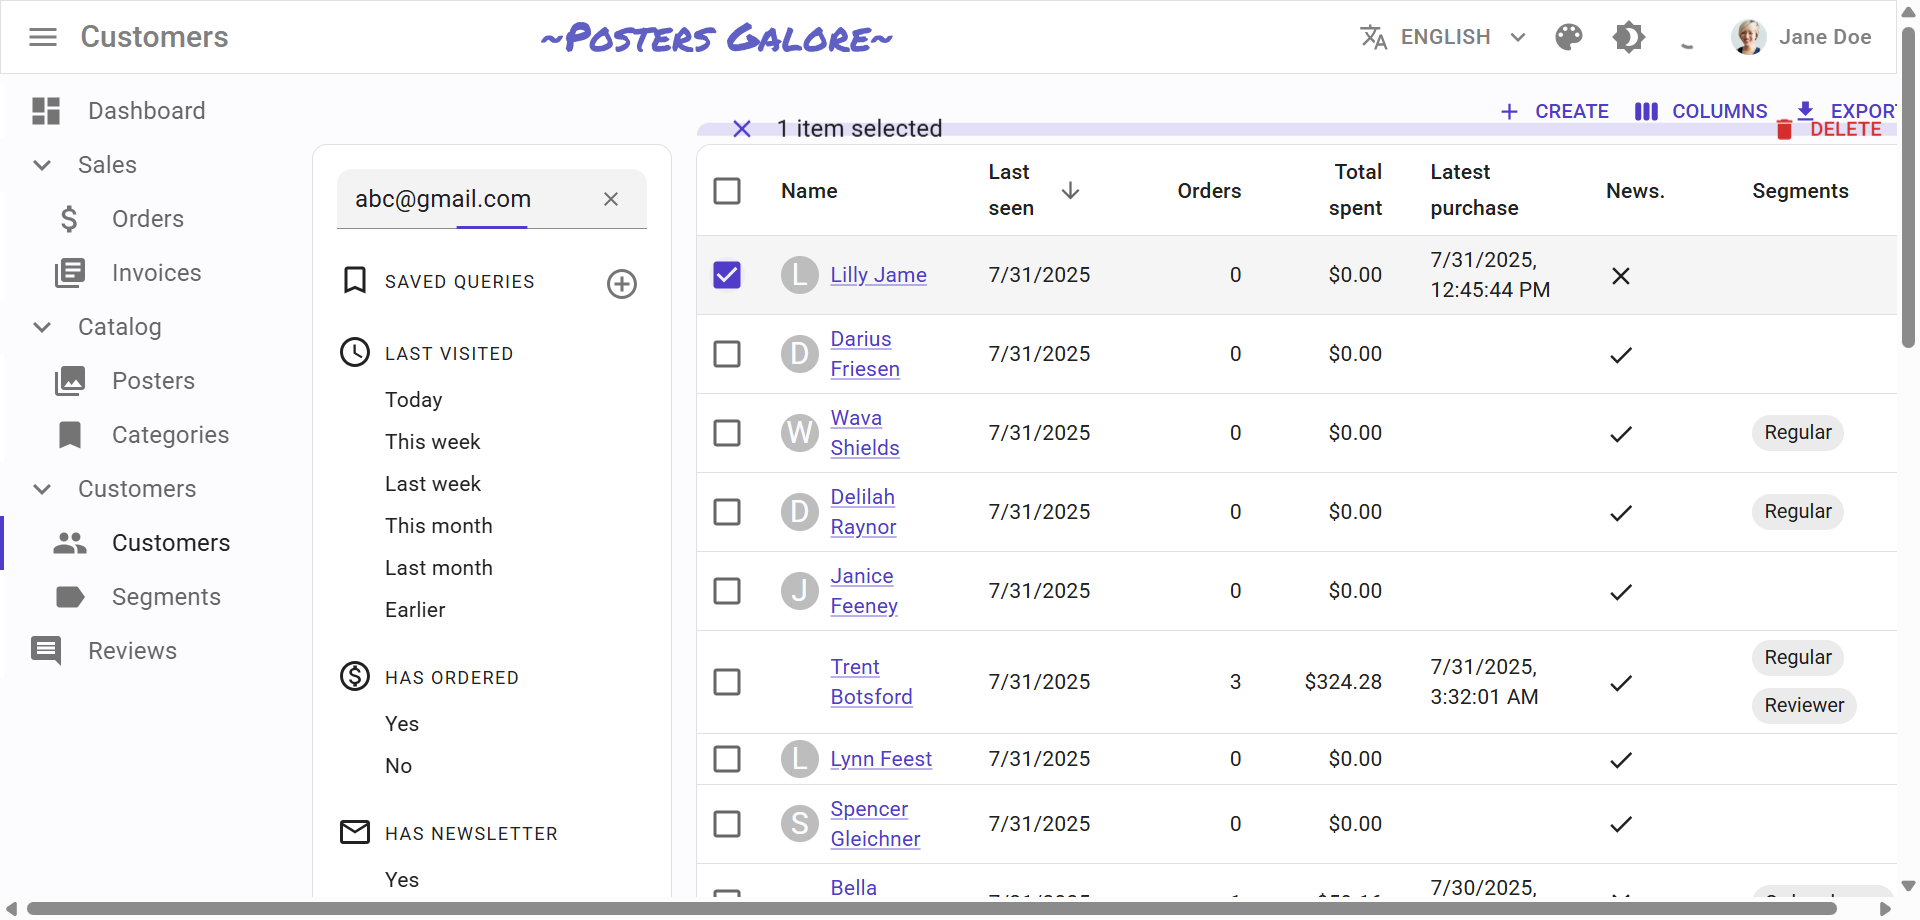 Customers
~Posters Galore~
ENGLISH
Jane Doe
Dashboard
Sales
Orders
Invoices
Catalog
Posters
Categories
Customers
Customers
Segments
Reviews
abc@gmail.com
SAVED QUERIES
LAST VISITED
Today
This week
Last week
This month
Last month
Earlier
HAS ORDERED
Yes
No
HAS NEWSLETTER
Yes
CREATE
COLUMNS
EXPORT
1 item selected
DELETE
Name
Last seen
Orders
Total spent
Latest purchase
News.
Segments
L Lilly Jame 7/31/2025 0 $0.00 7/31/2025, 12:45:44 PM
D Darius Friesen 7/31/2025 0 $0.00
W Wava Shields 7/31/2025 0 $0.00 Regular
D Delilah Raynor 7/31/2025 0 $0.00 Regular
J Janice Feeney 7/31/2025 0 $0.00
Trent Botsford 7/31/2025 3 $324.28 7/31/2025, 3:32:01 AM Regular Reviewer
L Lynn Feest 7/31/2025 0 $0.00
S Spencer Gleichner 7/31/2025 0 $0.00
Bella 7/30/2025,